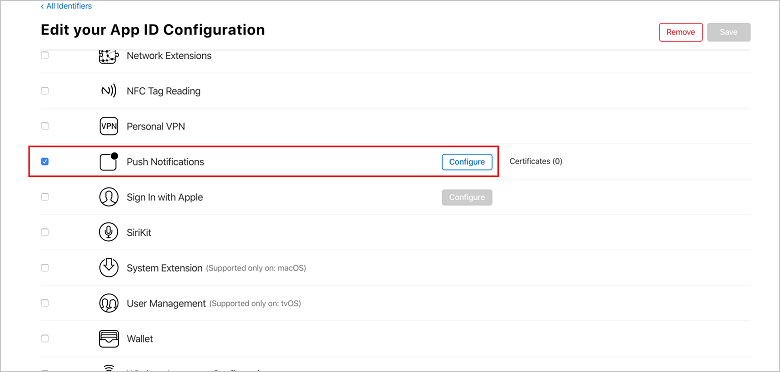 ‹ All Identifiers
Edit your App ID Configuration
Remove
Save
Network Extensions
NFC Tag Reading
VPN
Personal VPN
Push Notifications
Configure
Certificates (0)
Sign In with Apple
Configure
SiriKit
System Extension (Supported only on: macOS)
User Management (Supported only on: tvOS)
Wallet